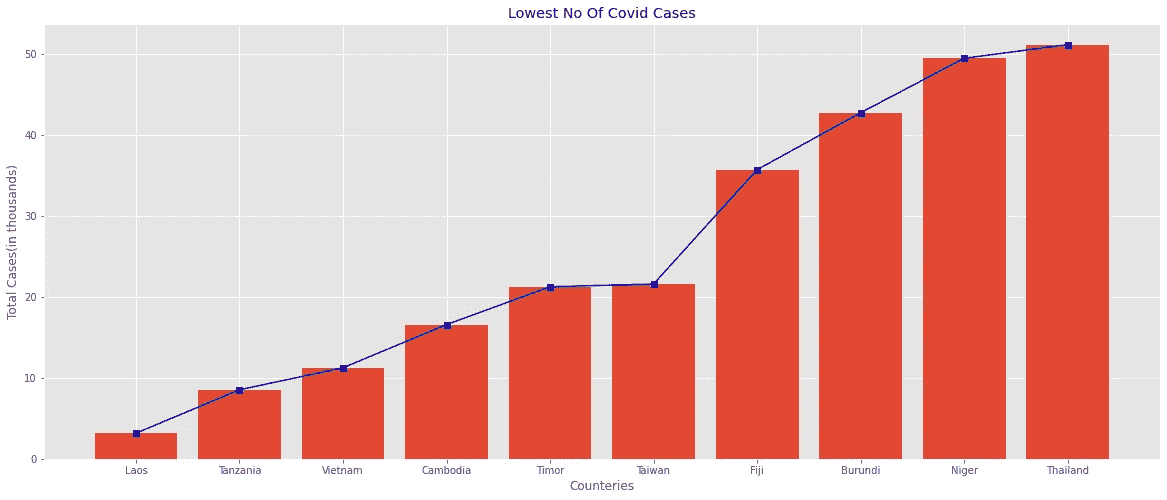 Lowest No Of Covid Cases
Total Cases(in thousands)
50
40
30
20
10
0
Laos Tanzania Vietnam Cambodia Timor Taiwan Fiji Burundi Niger Thailand
Counteries